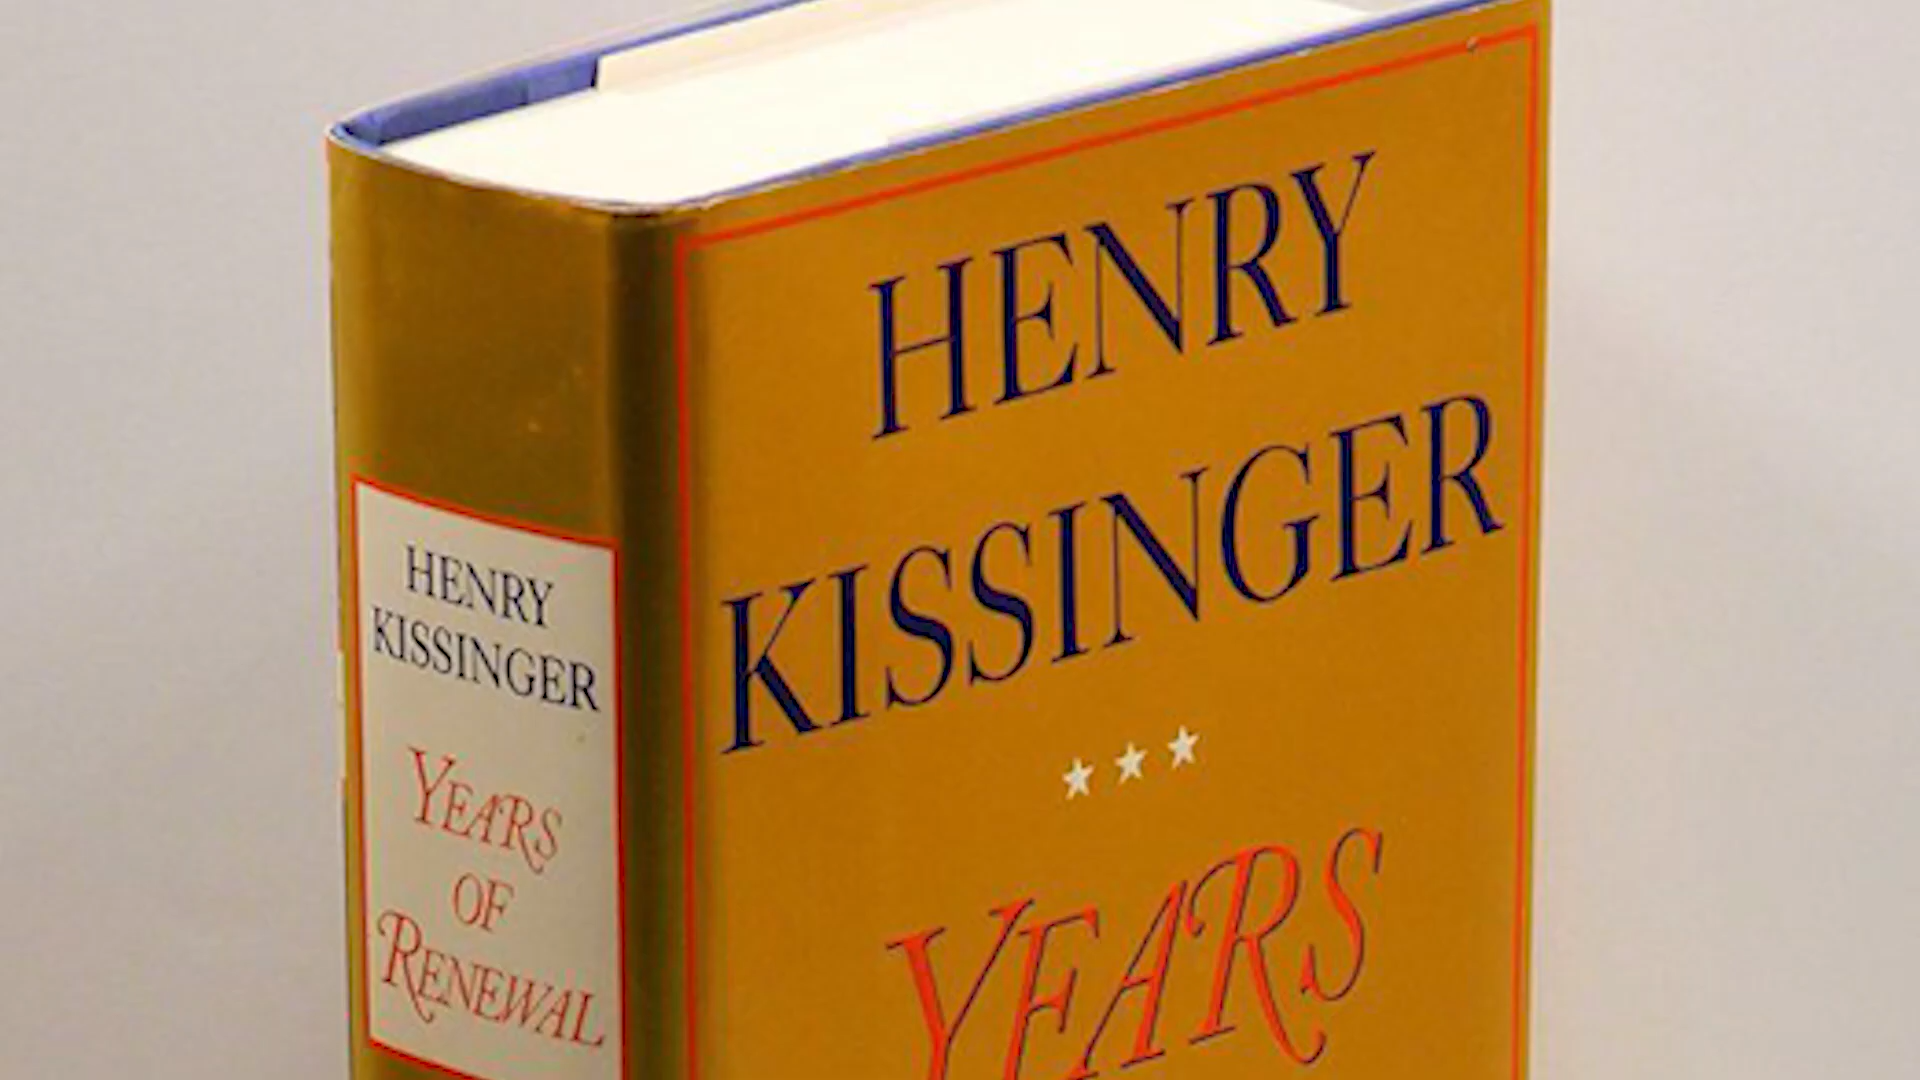 HENRY
KISSINGER
YEARS
OF
RENEWAL
HENRY
KISSINGER
YEARS